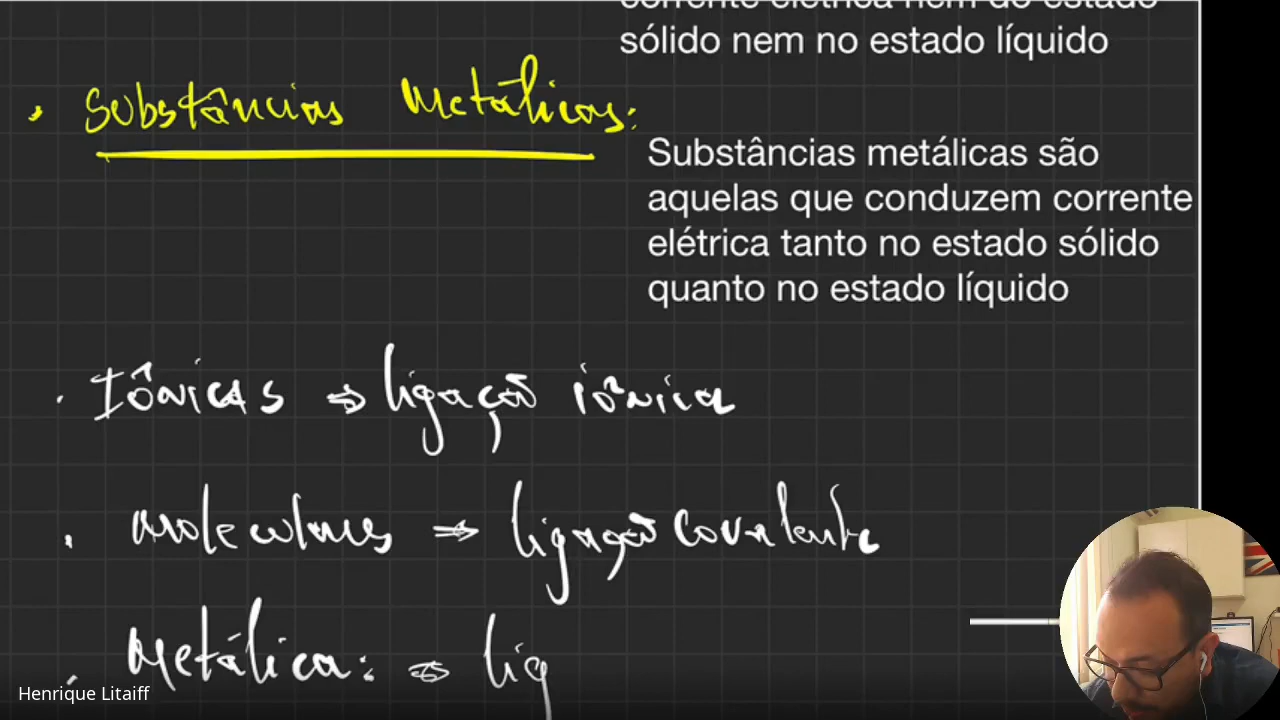 sólido nem no estado líquido
• Substâncias Metálicas:
Substâncias metálicas são
aquelas que conduzem corrente
elétrica tanto no estado sólido
quanto no estado líquido
• Iônicas ⇒ ligação iônica
• moleculares ⇒ ligação covalente
• Metálica: ⇒ lig
Henrique Litaiff